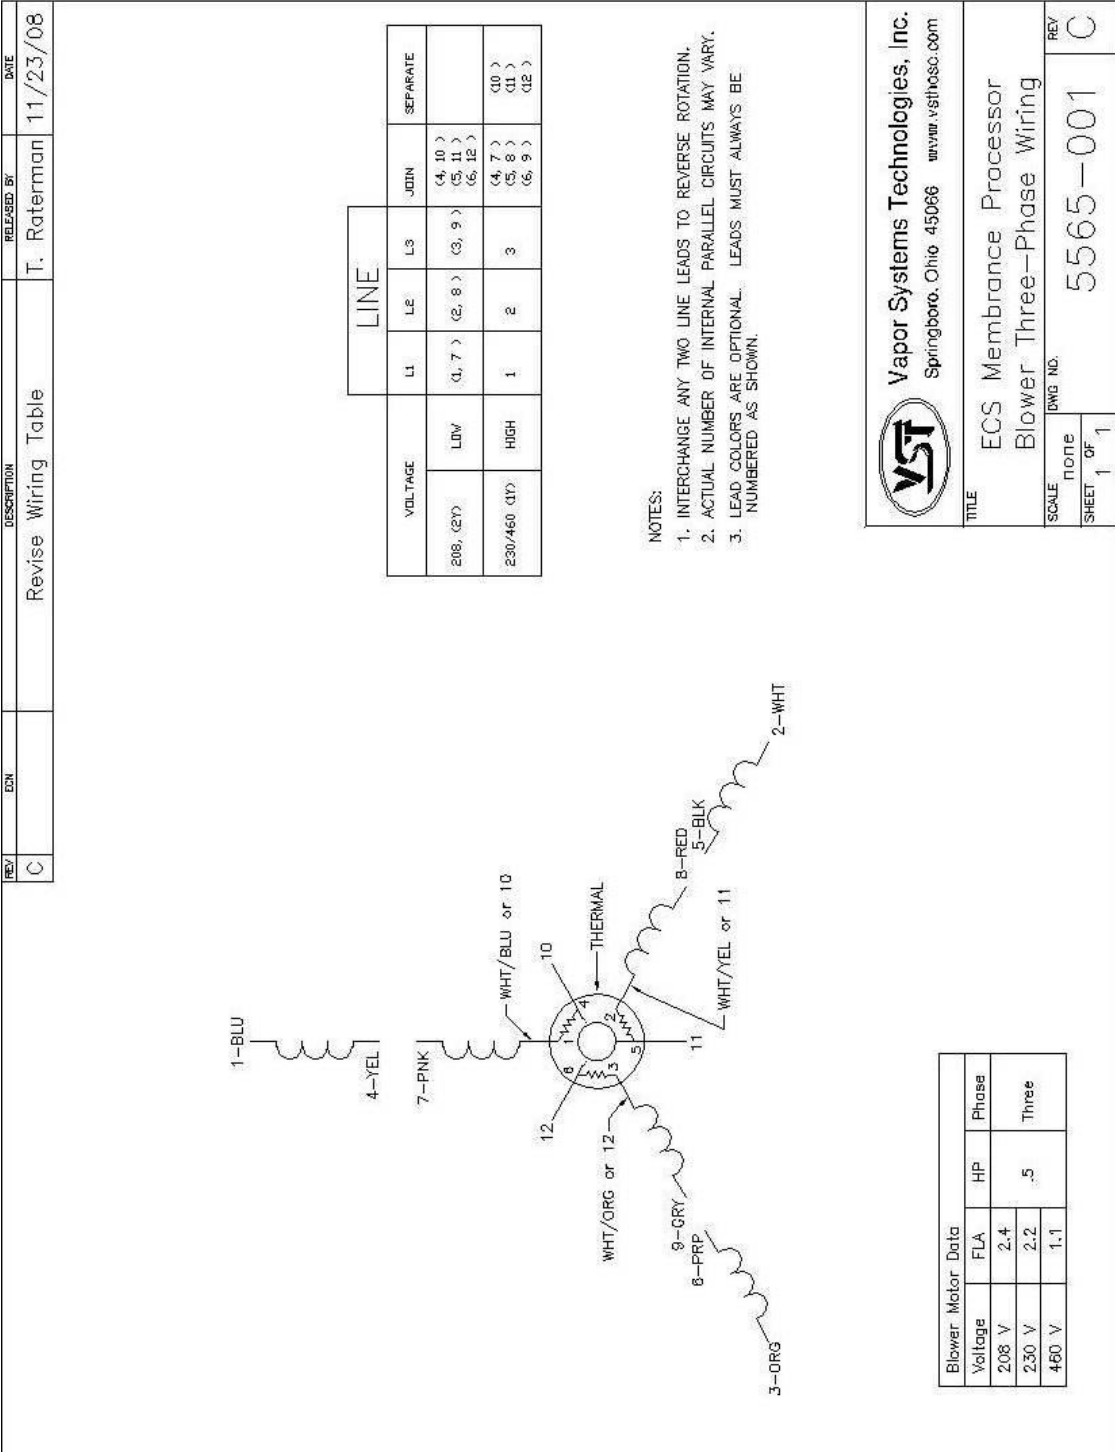 REV ECN DESCRIPTION RELEASED BY DATE
C Revise Wiring Table T. Raterman 11/23/08
1-BLU
4-YEL
7-PNK
WHT/BLU or 10
10
12
THERMAL
1
4
6
2
3
5
WHT/ORG or 12
8-RED
5-BLK
2-WHT
11
WHT/YEL or 11
9-GRY
6-PRP
3-ORG
LINE
VOLTAGE L1 L2 L3 JOIN SEPARATE
208, (2Y) LOW (1, 7 ) (2, 8 ) (3, 9 ) (4, 10 )
(5, 11 )
(6, 12 )
230/460 (1Y) HIGH 1 2 3 (4, 7 ) (10 )
(5, 8 ) (11 )
(6, 9 ) (12 )
NOTES:
1. INTERCHANGE ANY TWO LINE LEADS TO REVERSE ROTATION.
2. ACTUAL NUMBER OF INTERNAL PARALLEL CIRCUITS MAY VARY.
3. LEAD COLORS ARE OPTIONAL. LEADS MUST ALWAYS BE
NUMBERED AS SHOWN.
Blower Motor Data
Voltage FLA HP Phase
208 V 2.4
230 V 2.2 .5 Three
460 V 1.1
VST
Vapor Systems Technologies, Inc.
Springboro, Ohio 45066 www.vsthose.com
TITLE
ECS Membrance Processor
Blower Three-Phase Wiring
SCALE none
DWG NO. 5565-001
REV C
SHEET 1 OF 1